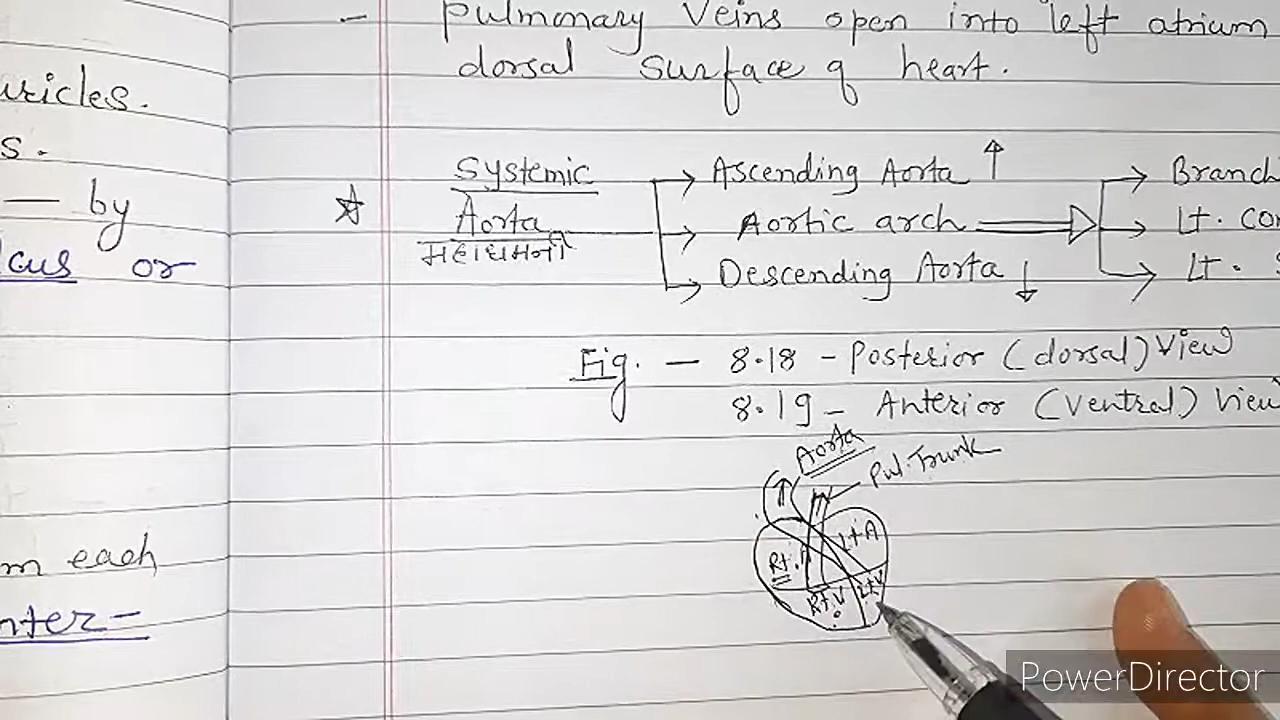 uricles.
s.
— by
cus or
m each
nter-
- pulmonary veins open into left atrium
dorsal surface of heart.
☆ Systemic Aorta
महाधमनी
→ Ascending Aorta ↑
→ Aortic arch ⇒
→ Descending Aorta ↓
→ Branch
→ Lt. co
→ Lt.
Fig. - 8.18 - Posterior (dorsal) View
8.19 - Anterior (ventral) view
Aorta
Pul. Trunk
Rt. A
Lt A
Rt. V
Lt V
PowerDirector